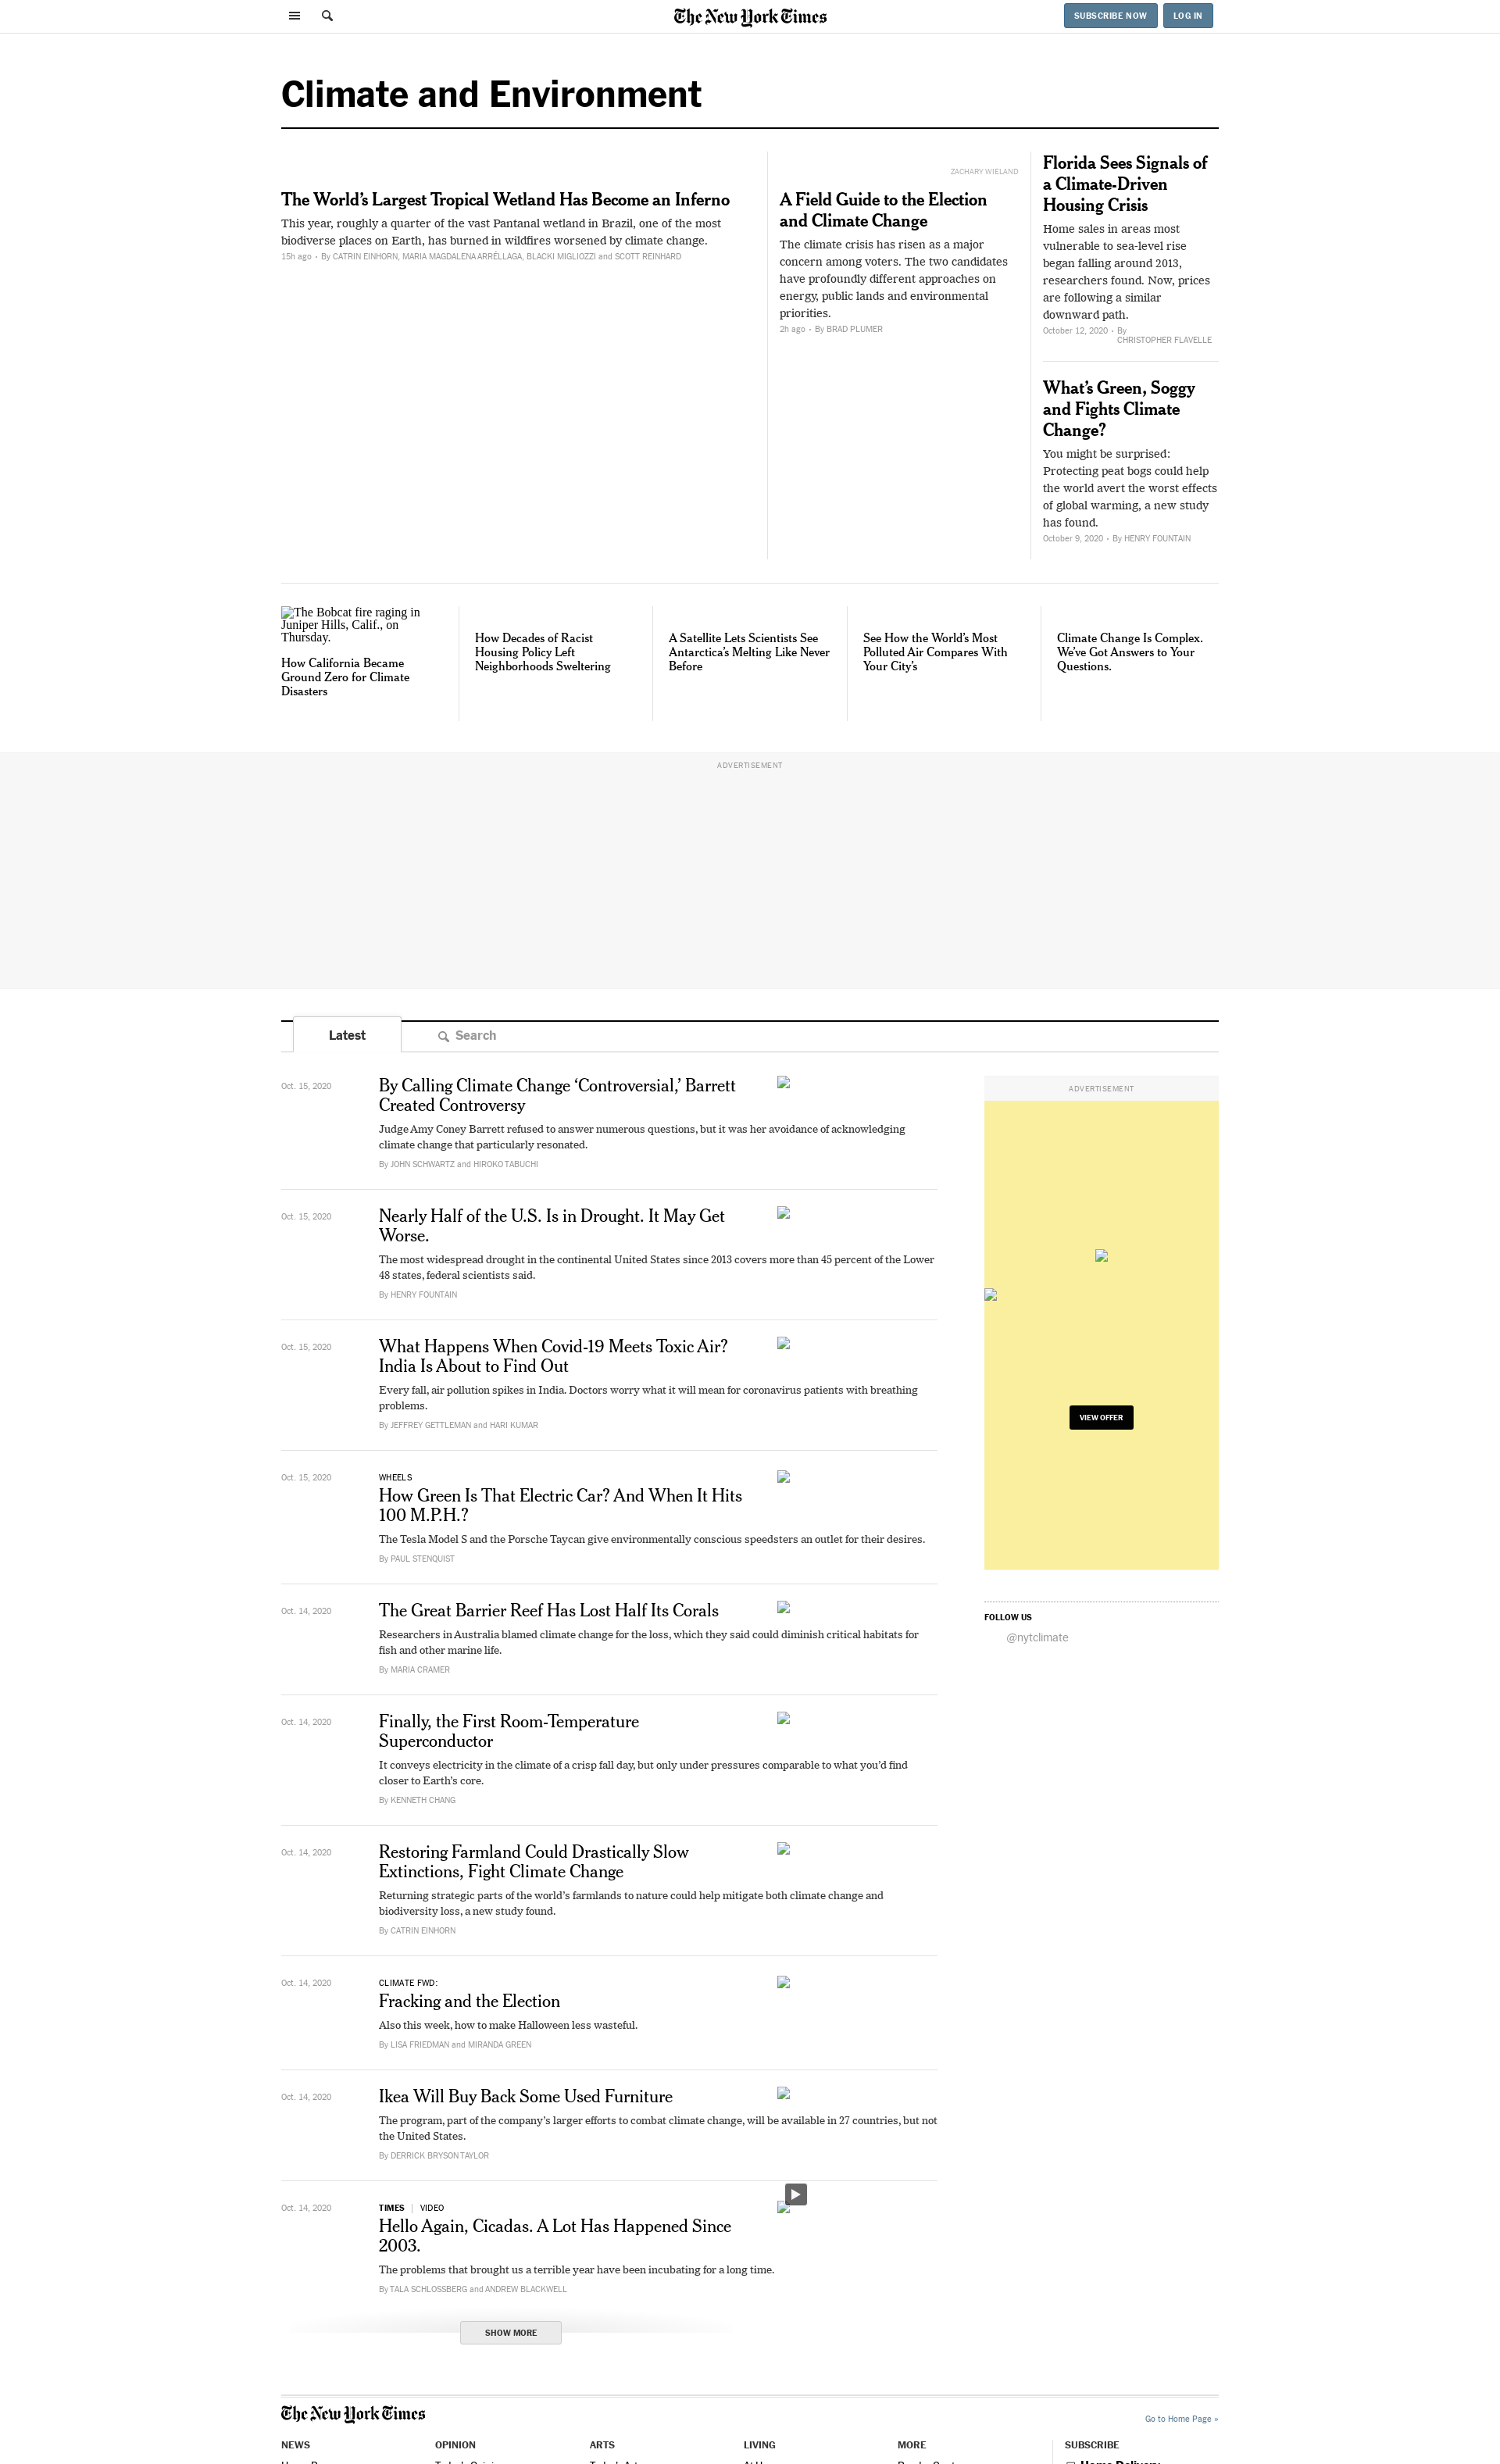 The New York Times
SUBSCRIBE NOW
LOG IN
Climate and Environment
The World’s Largest Tropical Wetland Has Become an Inferno
This year, roughly a quarter of the vast Pantanal wetland in Brazil, one of the most
biodiverse places on Earth, has burned in wildfires worsened by climate change.
15h ago • By CATRIN EINHORN, MARIA MAGDALENA ARRÉLLAGA, BLACKI MIGLIOZZI and SCOTT REINHARD
ZACHARY WIELAND
A Field Guide to the Election
and Climate Change
The climate crisis has risen as a major
concern among voters. The two candidates
have profoundly different approaches on
energy, public lands and environmental
priorities.
2h ago • By BRAD PLUMER
Florida Sees Signals of
a Climate-Driven
Housing Crisis
Home sales in areas most
vulnerable to sea-level rise
began falling around 2013,
researchers found. Now, prices
are following a similar
downward path.
October 12, 2020 • By
CHRISTOPHER FLAVELLE
What’s Green, Soggy
and Fights Climate
Change?
You might be surprised:
Protecting peat bogs could help
the world avert the worst effects
of global warming, a new study
has found.
October 9, 2020 • By HENRY FOUNTAIN
The Bobcat fire raging in
Juniper Hills, Calif., on
Thursday.
How California Became
Ground Zero for Climate
Disasters
How Decades of Racist
Housing Policy Left
Neighborhoods Sweltering
A Satellite Lets Scientists See
Antarctica’s Melting Like Never
Before
See How the World’s Most
Polluted Air Compares With
Your City’s
Climate Change Is Complex.
We’ve Got Answers to Your
Questions.
ADVERTISEMENT
Latest
Search
Oct. 15, 2020
By Calling Climate Change ‘Controversial,’ Barrett
Created Controversy
Judge Amy Coney Barrett refused to answer numerous questions, but it was her avoidance of acknowledging
climate change that particularly resonated.
By JOHN SCHWARTZ and HIROKO TABUCHI
Oct. 15, 2020
Nearly Half of the U.S. Is in Drought. It May Get
Worse.
The most widespread drought in the continental United States since 2013 covers more than 45 percent of the Lower
48 states, federal scientists said.
By HENRY FOUNTAIN
Oct. 15, 2020
What Happens When Covid-19 Meets Toxic Air?
India Is About to Find Out
Every fall, air pollution spikes in India. Doctors worry what it will mean for coronavirus patients with breathing
problems.
By JEFFREY GETTLEMAN and HARI KUMAR
Oct. 15, 2020
WHEELS
How Green Is That Electric Car? And When It Hits
100 M.P.H.?
The Tesla Model S and the Porsche Taycan give environmentally conscious speedsters an outlet for their desires.
By PAUL STENQUIST
Oct. 14, 2020
The Great Barrier Reef Has Lost Half Its Corals
Researchers in Australia blamed climate change for the loss, which they said could diminish critical habitats for
fish and other marine life.
By MARIA CRAMER
Oct. 14, 2020
Finally, the First Room-Temperature
Superconductor
It conveys electricity in the climate of a crisp fall day, but only under pressures comparable to what you’d find
closer to Earth’s core.
By KENNETH CHANG
Oct. 14, 2020
Restoring Farmland Could Drastically Slow
Extinctions, Fight Climate Change
Returning strategic parts of the world’s farmlands to nature could help mitigate both climate change and
biodiversity loss, a new study found.
By CATRIN EINHORN
Oct. 14, 2020
CLIMATE FWD:
Fracking and the Election
Also this week, how to make Halloween less wasteful.
By LISA FRIEDMAN and MIRANDA GREEN
Oct. 14, 2020
Ikea Will Buy Back Some Used Furniture
The program, part of the company’s larger efforts to combat climate change, will be available in 27 countries, but not
the United States.
By DERRICK BRYSON TAYLOR
Oct. 14, 2020
TIMES | VIDEO
Hello Again, Cicadas. A Lot Has Happened Since
2003.
The problems that brought us a terrible year have been incubating for a long time.
By TALA SCHLOSSBERG and ANDREW BLACKWELL
SHOW MORE
ADVERTISEMENT
VIEW OFFER
FOLLOW US
@nytclimate
The New York Times
Go to Home Page »
NEWS
OPINION
ARTS
LIVING
MORE
SUBSCRIBE
Home Delivery